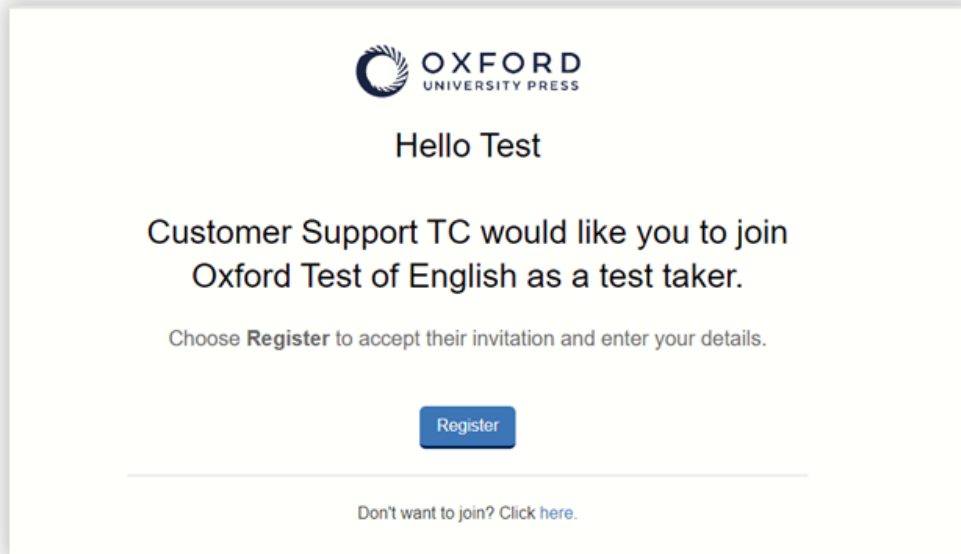 OXFORD
UNIVERSITY PRESS
Hello Test
Customer Support TC would like you to join
Oxford Test of English as a test taker.
Choose Register to accept their invitation and enter your details.
Register
Don't want to join? Click here.